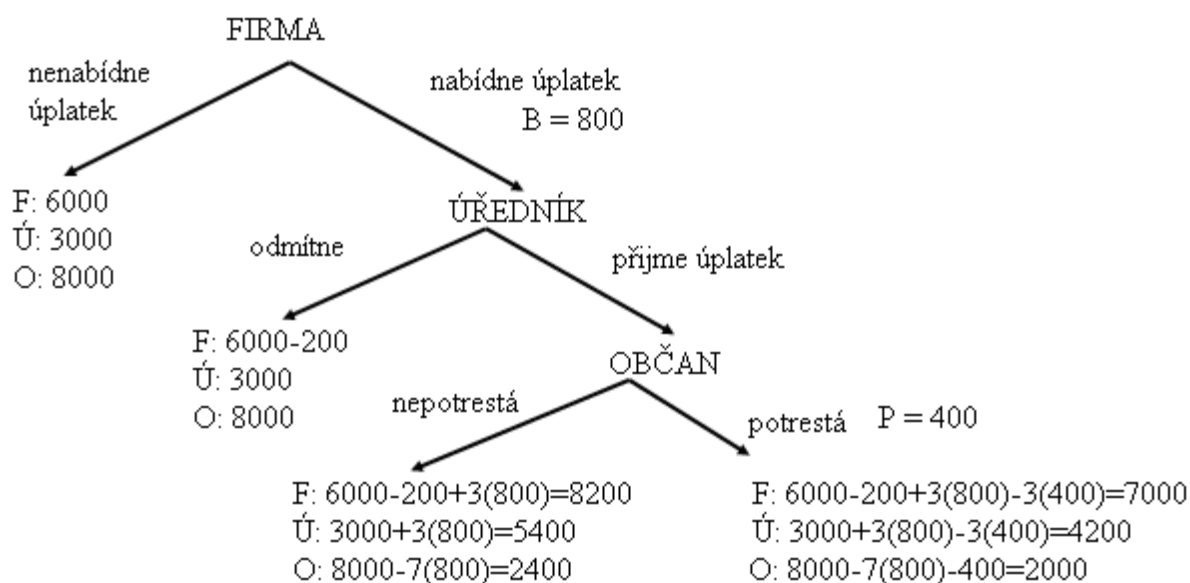 FIRMA
nenabídne
úplatek
nabídne úplatek
B = 800
F: 6000
Ú: 3000
O: 8000
ÚŘEDNÍK
odmítne
přijme úplatek
F: 6000-200
Ú: 3000
O: 8000
OBČAN
nepotrestá
potrestá P = 400
F: 6000-200+3(800)=8200
Ú: 3000+3(800)=5400
O: 8000-7(800)=2400
F: 6000-200+3(800)-3(400)=7000
Ú: 3000+3(800)-3(400)=4200
O: 8000-7(800)-400=2000